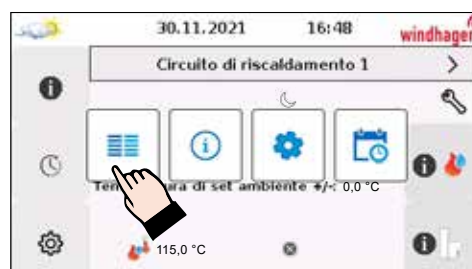 30.11.2021 16:48 windhager
Circuito di riscaldamento 1 >
ura di set ambiente +/-: 0,0 °C
115,0 °C